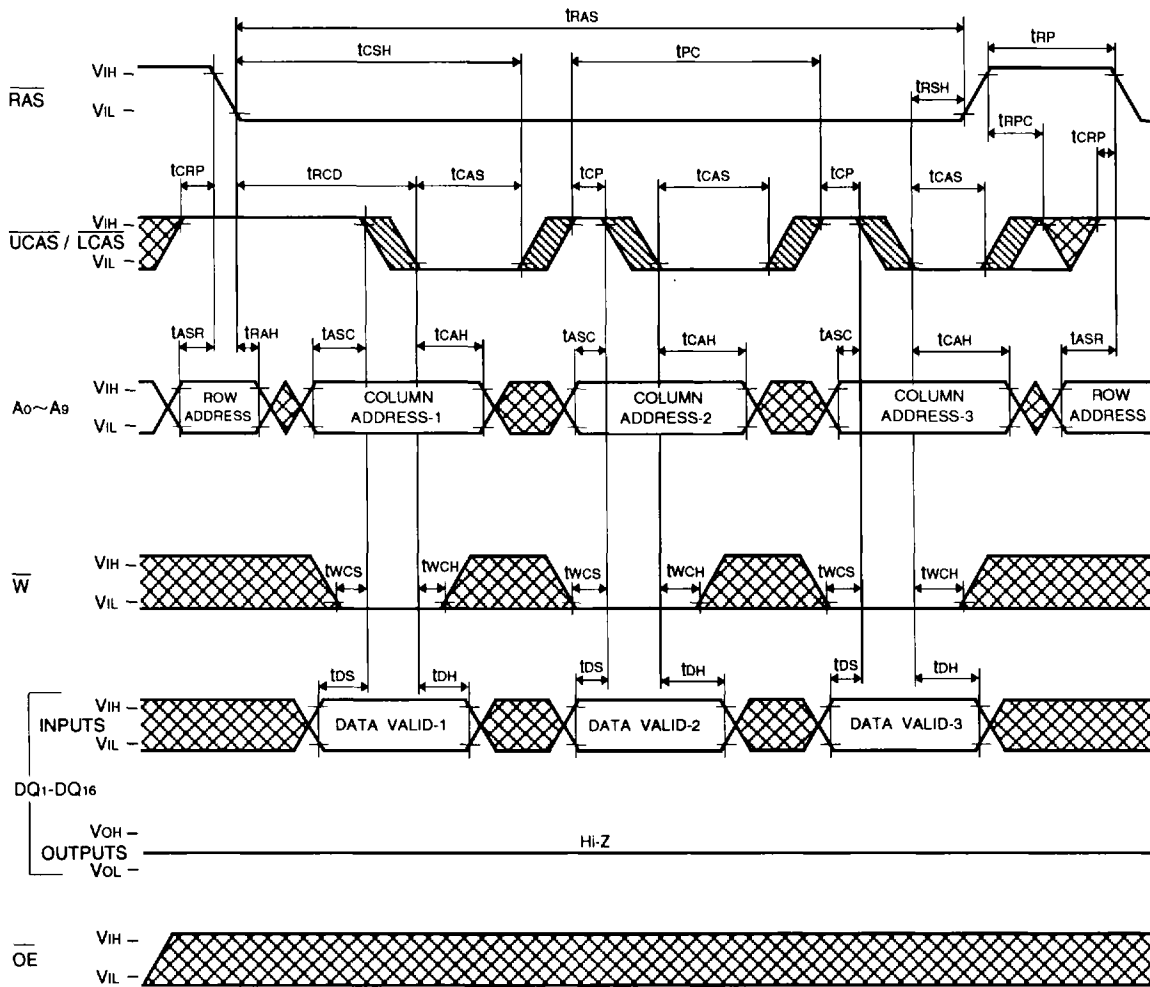 tRAS
tCSH tPC tRP
VIH
RAS
VIL
tRSH
tRPC
tCRP tCRP
tRCD tCAS tCP tCAS tCP tCAS
VIH
UCAS / LCAS
VIL
tASR tRAH tASC tCAH tASC tCAH tASC tCAH tASR
VIH
A0~A9
VIL
ROW ADDRESS
COLUMN ADDRESS-1
COLUMN ADDRESS-2
COLUMN ADDRESS-3
ROW ADDRESS
VIH
W
VIL
tWCS tWCH tWCS tWCH tWCS tWCH
tDS tDH tDS tDH tDS tDH
VIH
INPUTS
VIL
DATA VALID-1 DATA VALID-2 DATA VALID-3
DQ1-DQ16
VOH
OUTPUTS
VOL
Hi-Z
VIH
OE
VIL